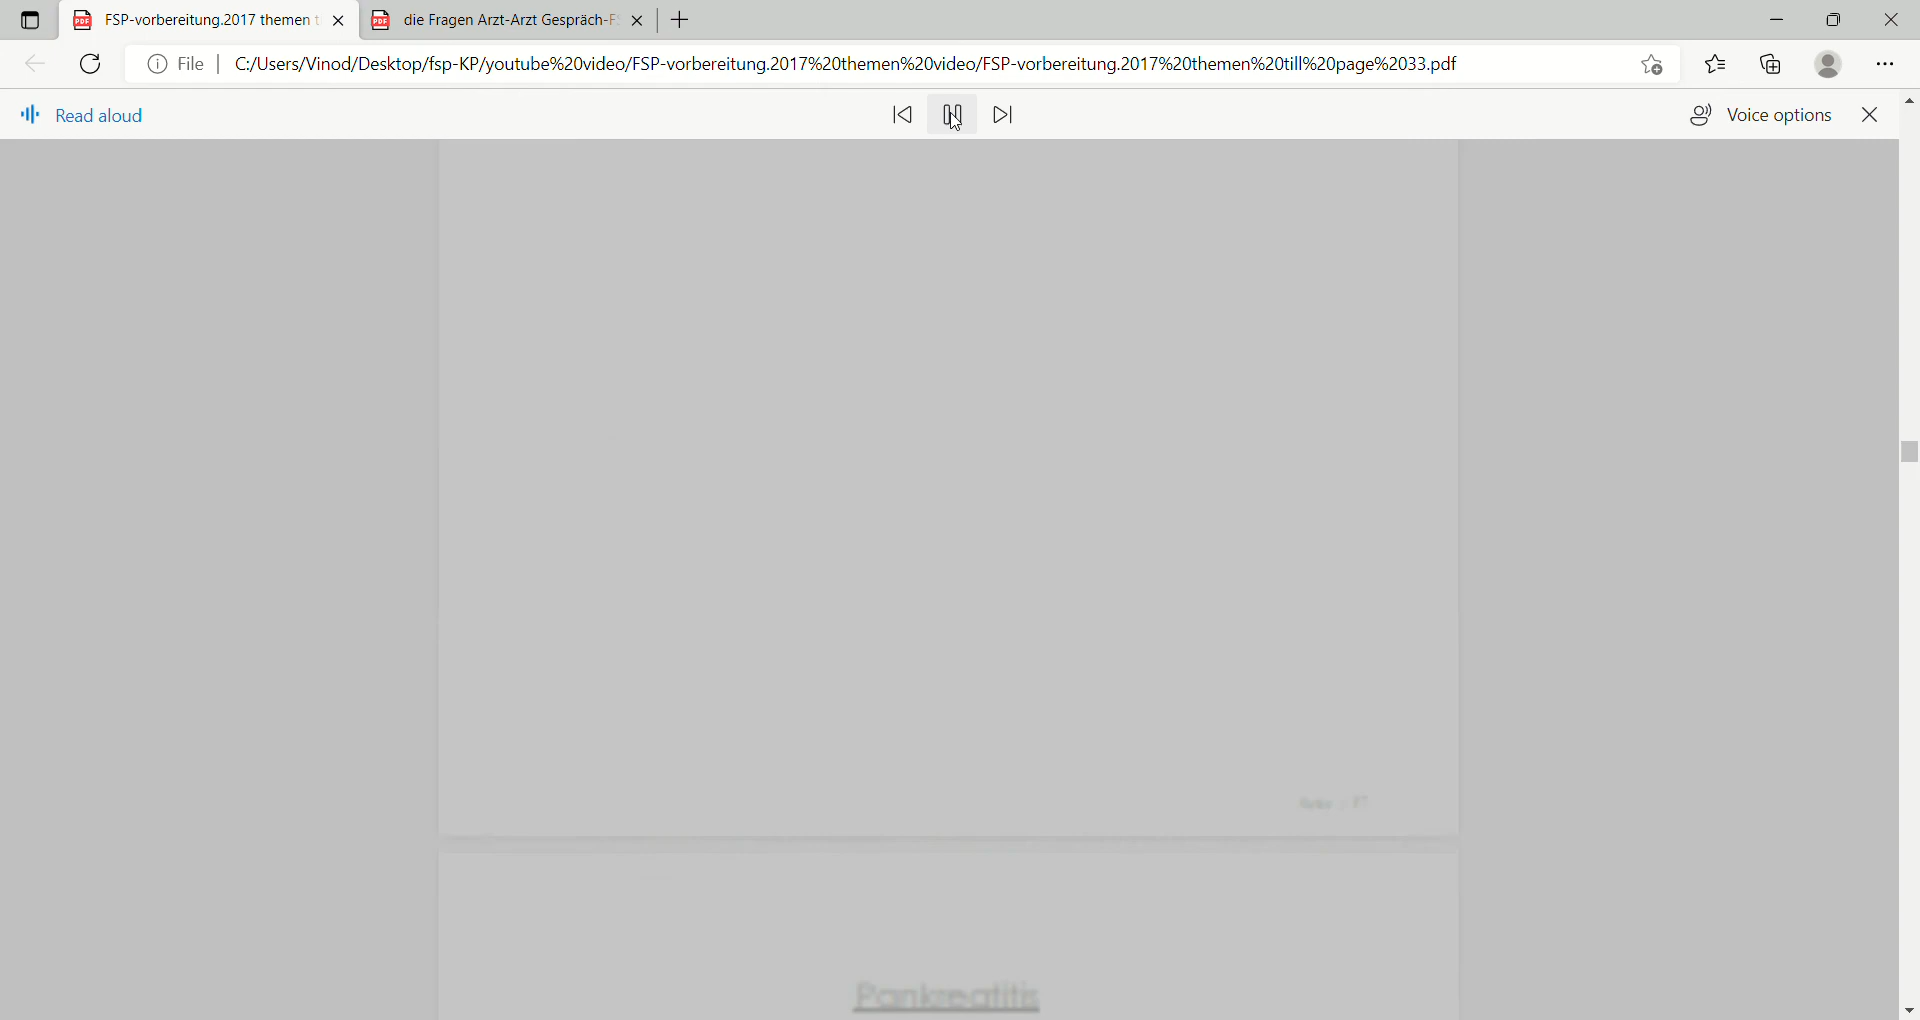 FSP-vorbereitung.2017 themen
die Fragen Arzt-Arzt Gespräch-F
File
C:/Users/Vinod/Desktop/fsp-KP/youtube%20video/FSP-vorbereitung.2017%20themen%20video/FSP-vorbereitung.2017%20themen%20till%20page%2033.pdf
Read aloud
Voice options
Pankreatitis